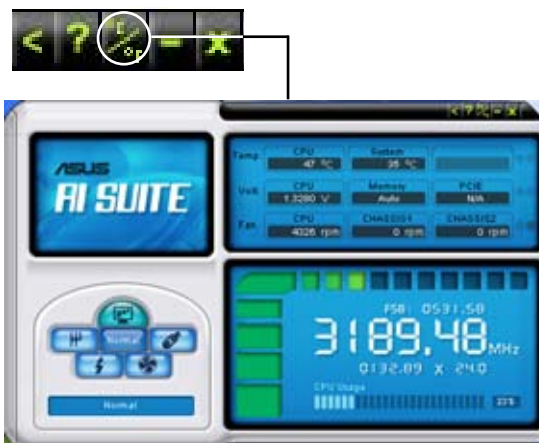 < ? °C/°F - x
< ? °C/°F - x
ASUS
AI SUITE
Temp CPU System
47 °C 35 °C
Volt CPU Memory PCIE
1.3280 V Auto N/A
Fan CPU CHASSIS1 CHASSIS2
4026 rpm 0 rpm 0 rpm
Normal
Normal
FSB: 0531.58
3189.48 MHz
0132.89 X 24.0
CPU Usage